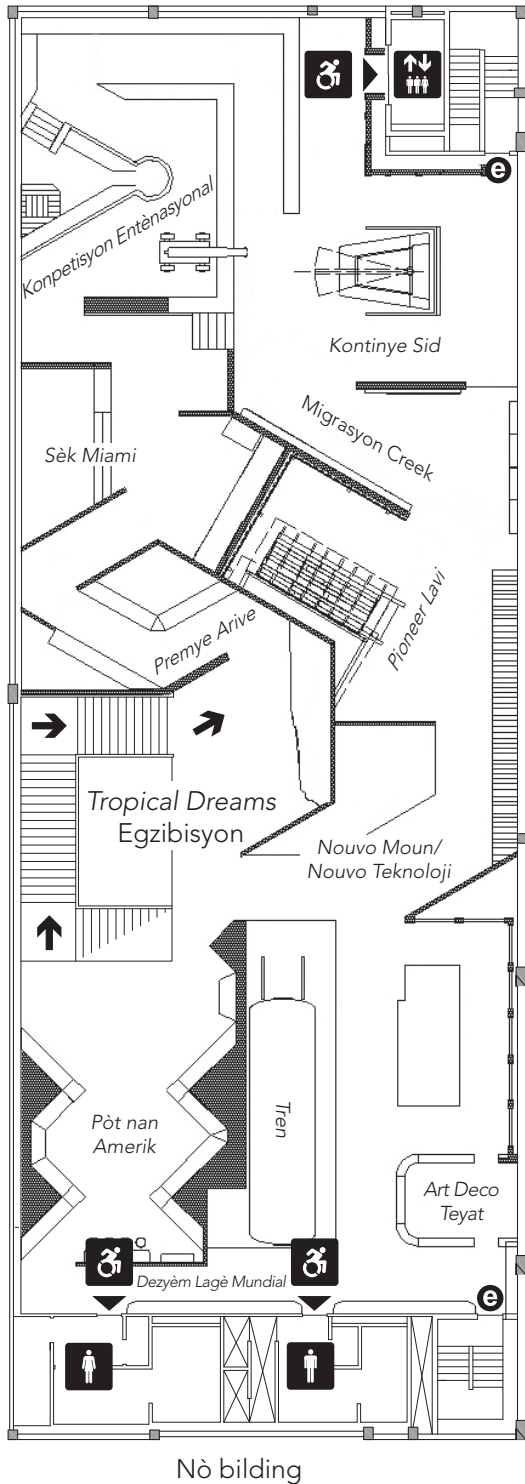 e
Konpetisyon Entènasyonal
Kontinye Sid
Migrasyon Creek
Sèk Miami
Pioneer Lavi
Premye Arive
Tropical Dreams
Egzibisyon
Nouvo Moun/
Nouvo Teknoloji
Pòt nan
Amerik
Tren
Art Deco
Teyat
Dezyèm Lagè Mundial
e
Nò bilding